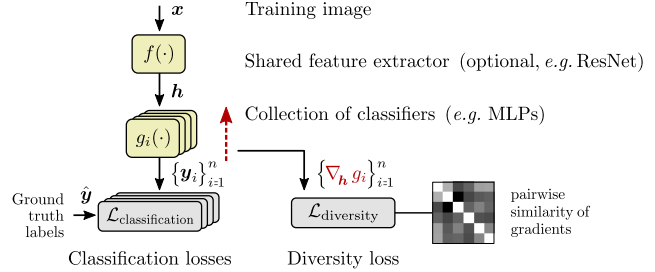 x Training image
f(·) Shared feature extractor (optional, e.g. ResNet)
h
g_i(·) Collection of classifiers (e.g. MLPs)
{y_i}_{i=1}^n {∇_h g_i}_{i=1}^n
Ground truth labels ŷ
ℒ_classification
ℒ_diversity
pairwise similarity of gradients
Classification losses
Diversity loss